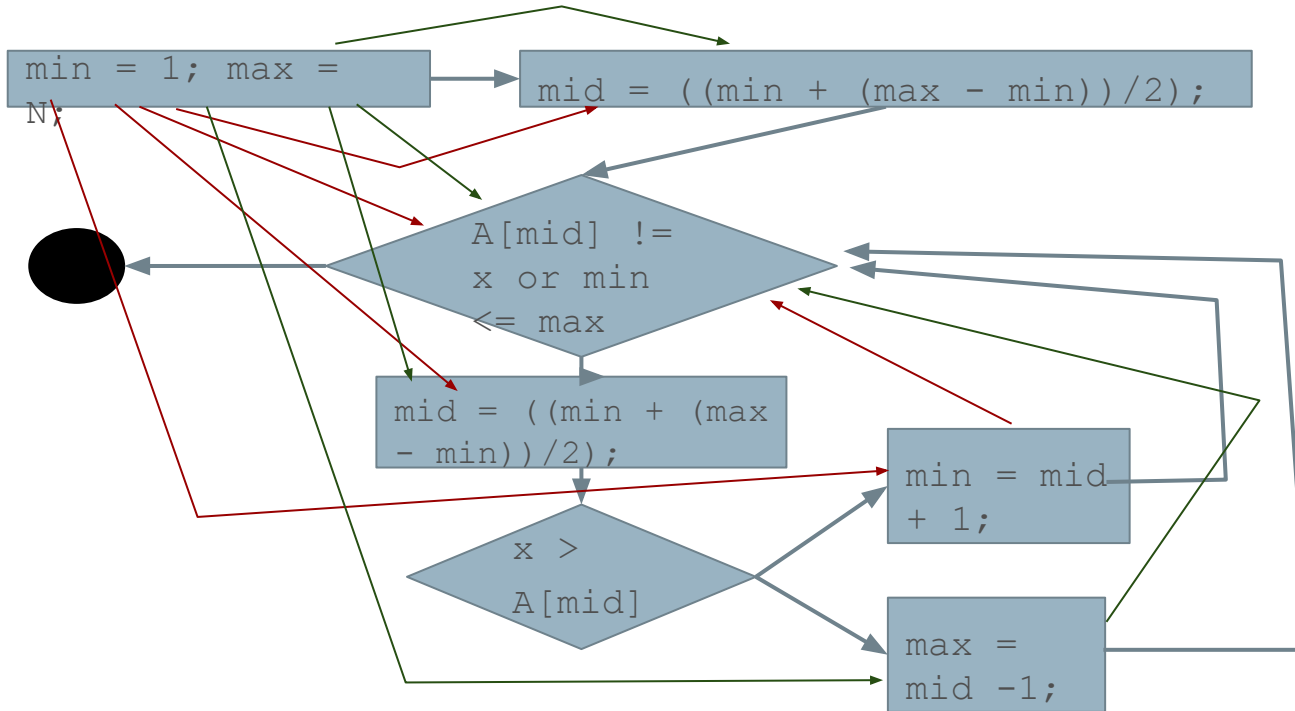 min = 1; max =
N;
mid = ((min + (max - min))/2);
A[mid] !=
x or min
<= max
mid = ((min + (max
- min))/2);
min = mid
+ 1;
x >
A[mid]
max =
mid -1;